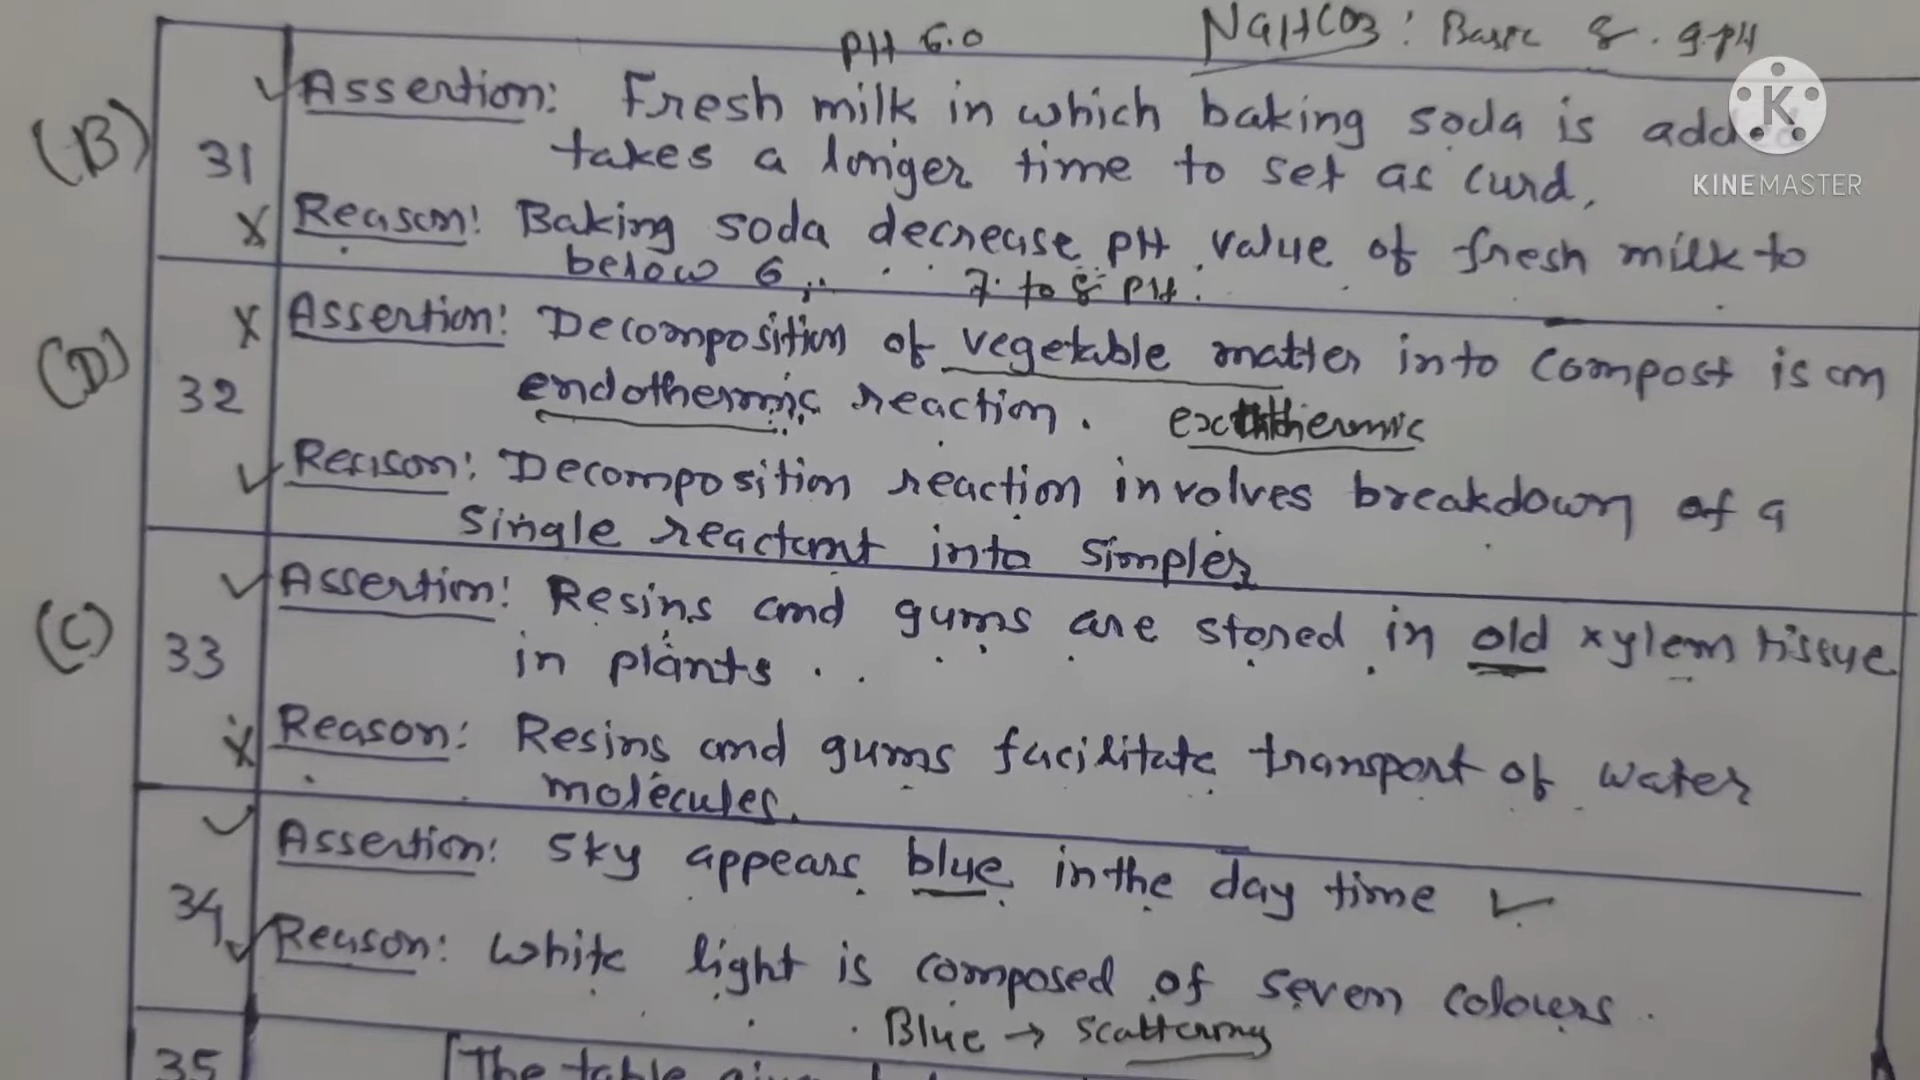 PH 6.0 NaHCO3 : Basic 8. 9 pH
(B) 31 Assertion: Fresh milk in which baking soda is added
takes a longer time to set as curd.
Reason: Baking soda decrease pH value of fresh milk to
below 6
7 to 8 PH.
(D) 32 Assertion: Decomposition of vegetable matter into compost is an
endothermic reaction. exothermic
Reason: Decomposition reaction involves breakdown of a
single reactant into simpler
(C) 33 Assertion: Resins and gums are stored in old xylem tissue
in plants
Reason: Resins and gums facilitate transport of water
molecules.
34 Assertion: Sky appears blue in the day time
Reason: White light is composed of seven colours.
Blue → scattering
35 [The table
K
KINEMASTER